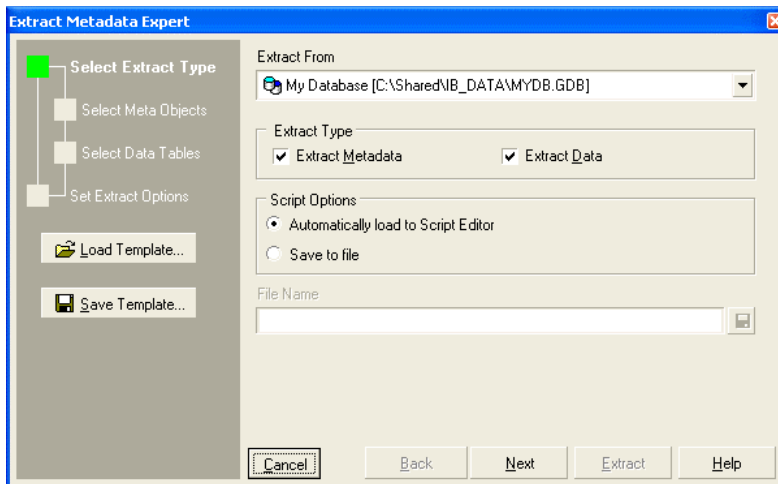 Extract Metadata Expert
Select Extract Type
Select Meta Objects
Select Data Tables
Set Extract Options
Load Template...
Save Template...
Extract From
My Database [C:\Shared\IB_DATA\MYDB.GDB]
Extract Type
Extract Metadata
Extract Data
Script Options
Automatically load to Script Editor
Save to file
File Name
Cancel
Back
Next
Extract
Help